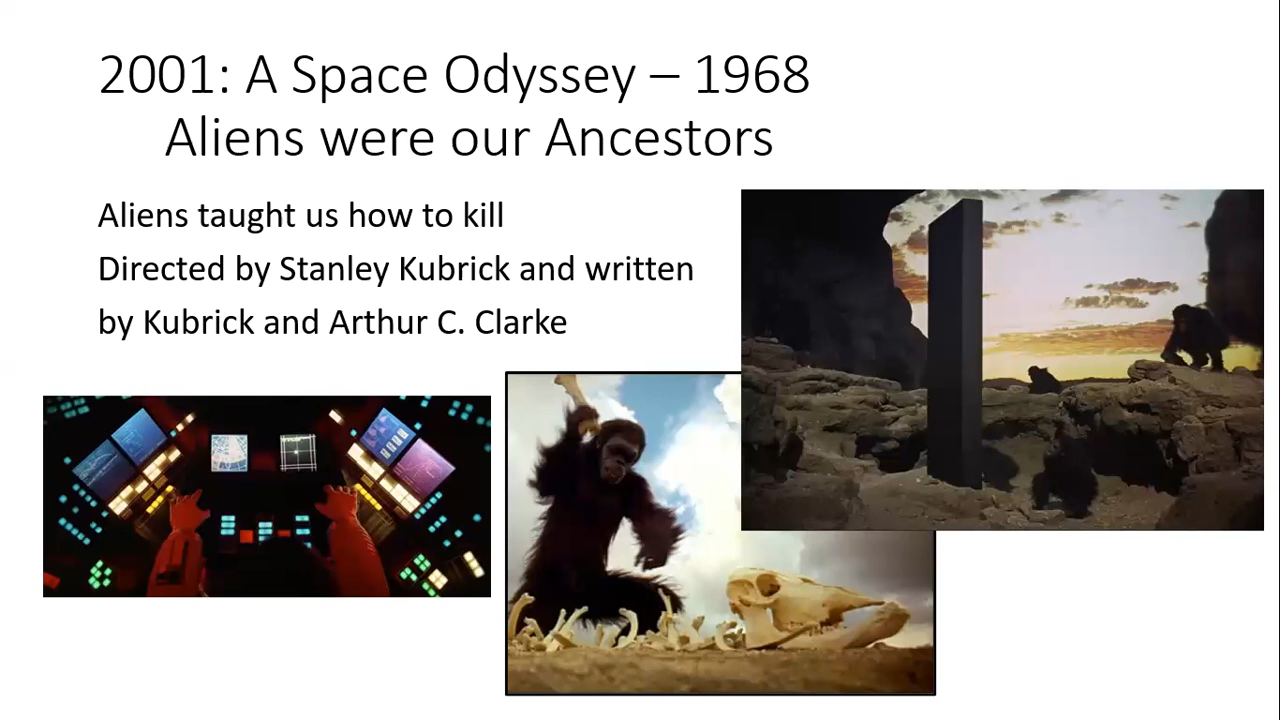 2001: A Space Odyssey – 1968
Aliens were our Ancestors
Aliens taught us how to kill
Directed by Stanley Kubrick and written
by Kubrick and Arthur C. Clarke